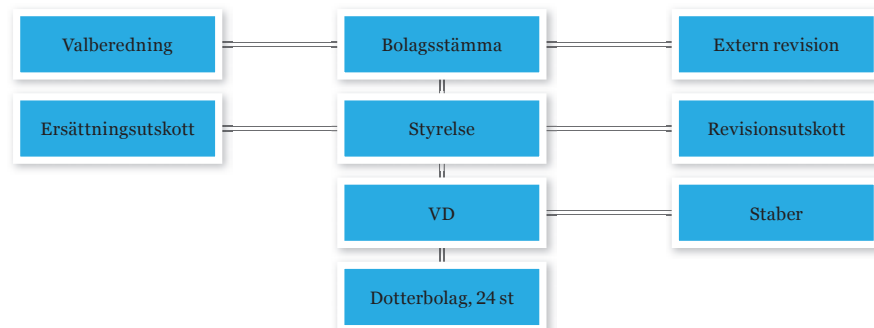 Valberedning
Bolagsstämma
Extern revision
Ersättningsutskott
Styrelse
Revisionsutskott
VD
Staber
Dotterbolag, 24 st